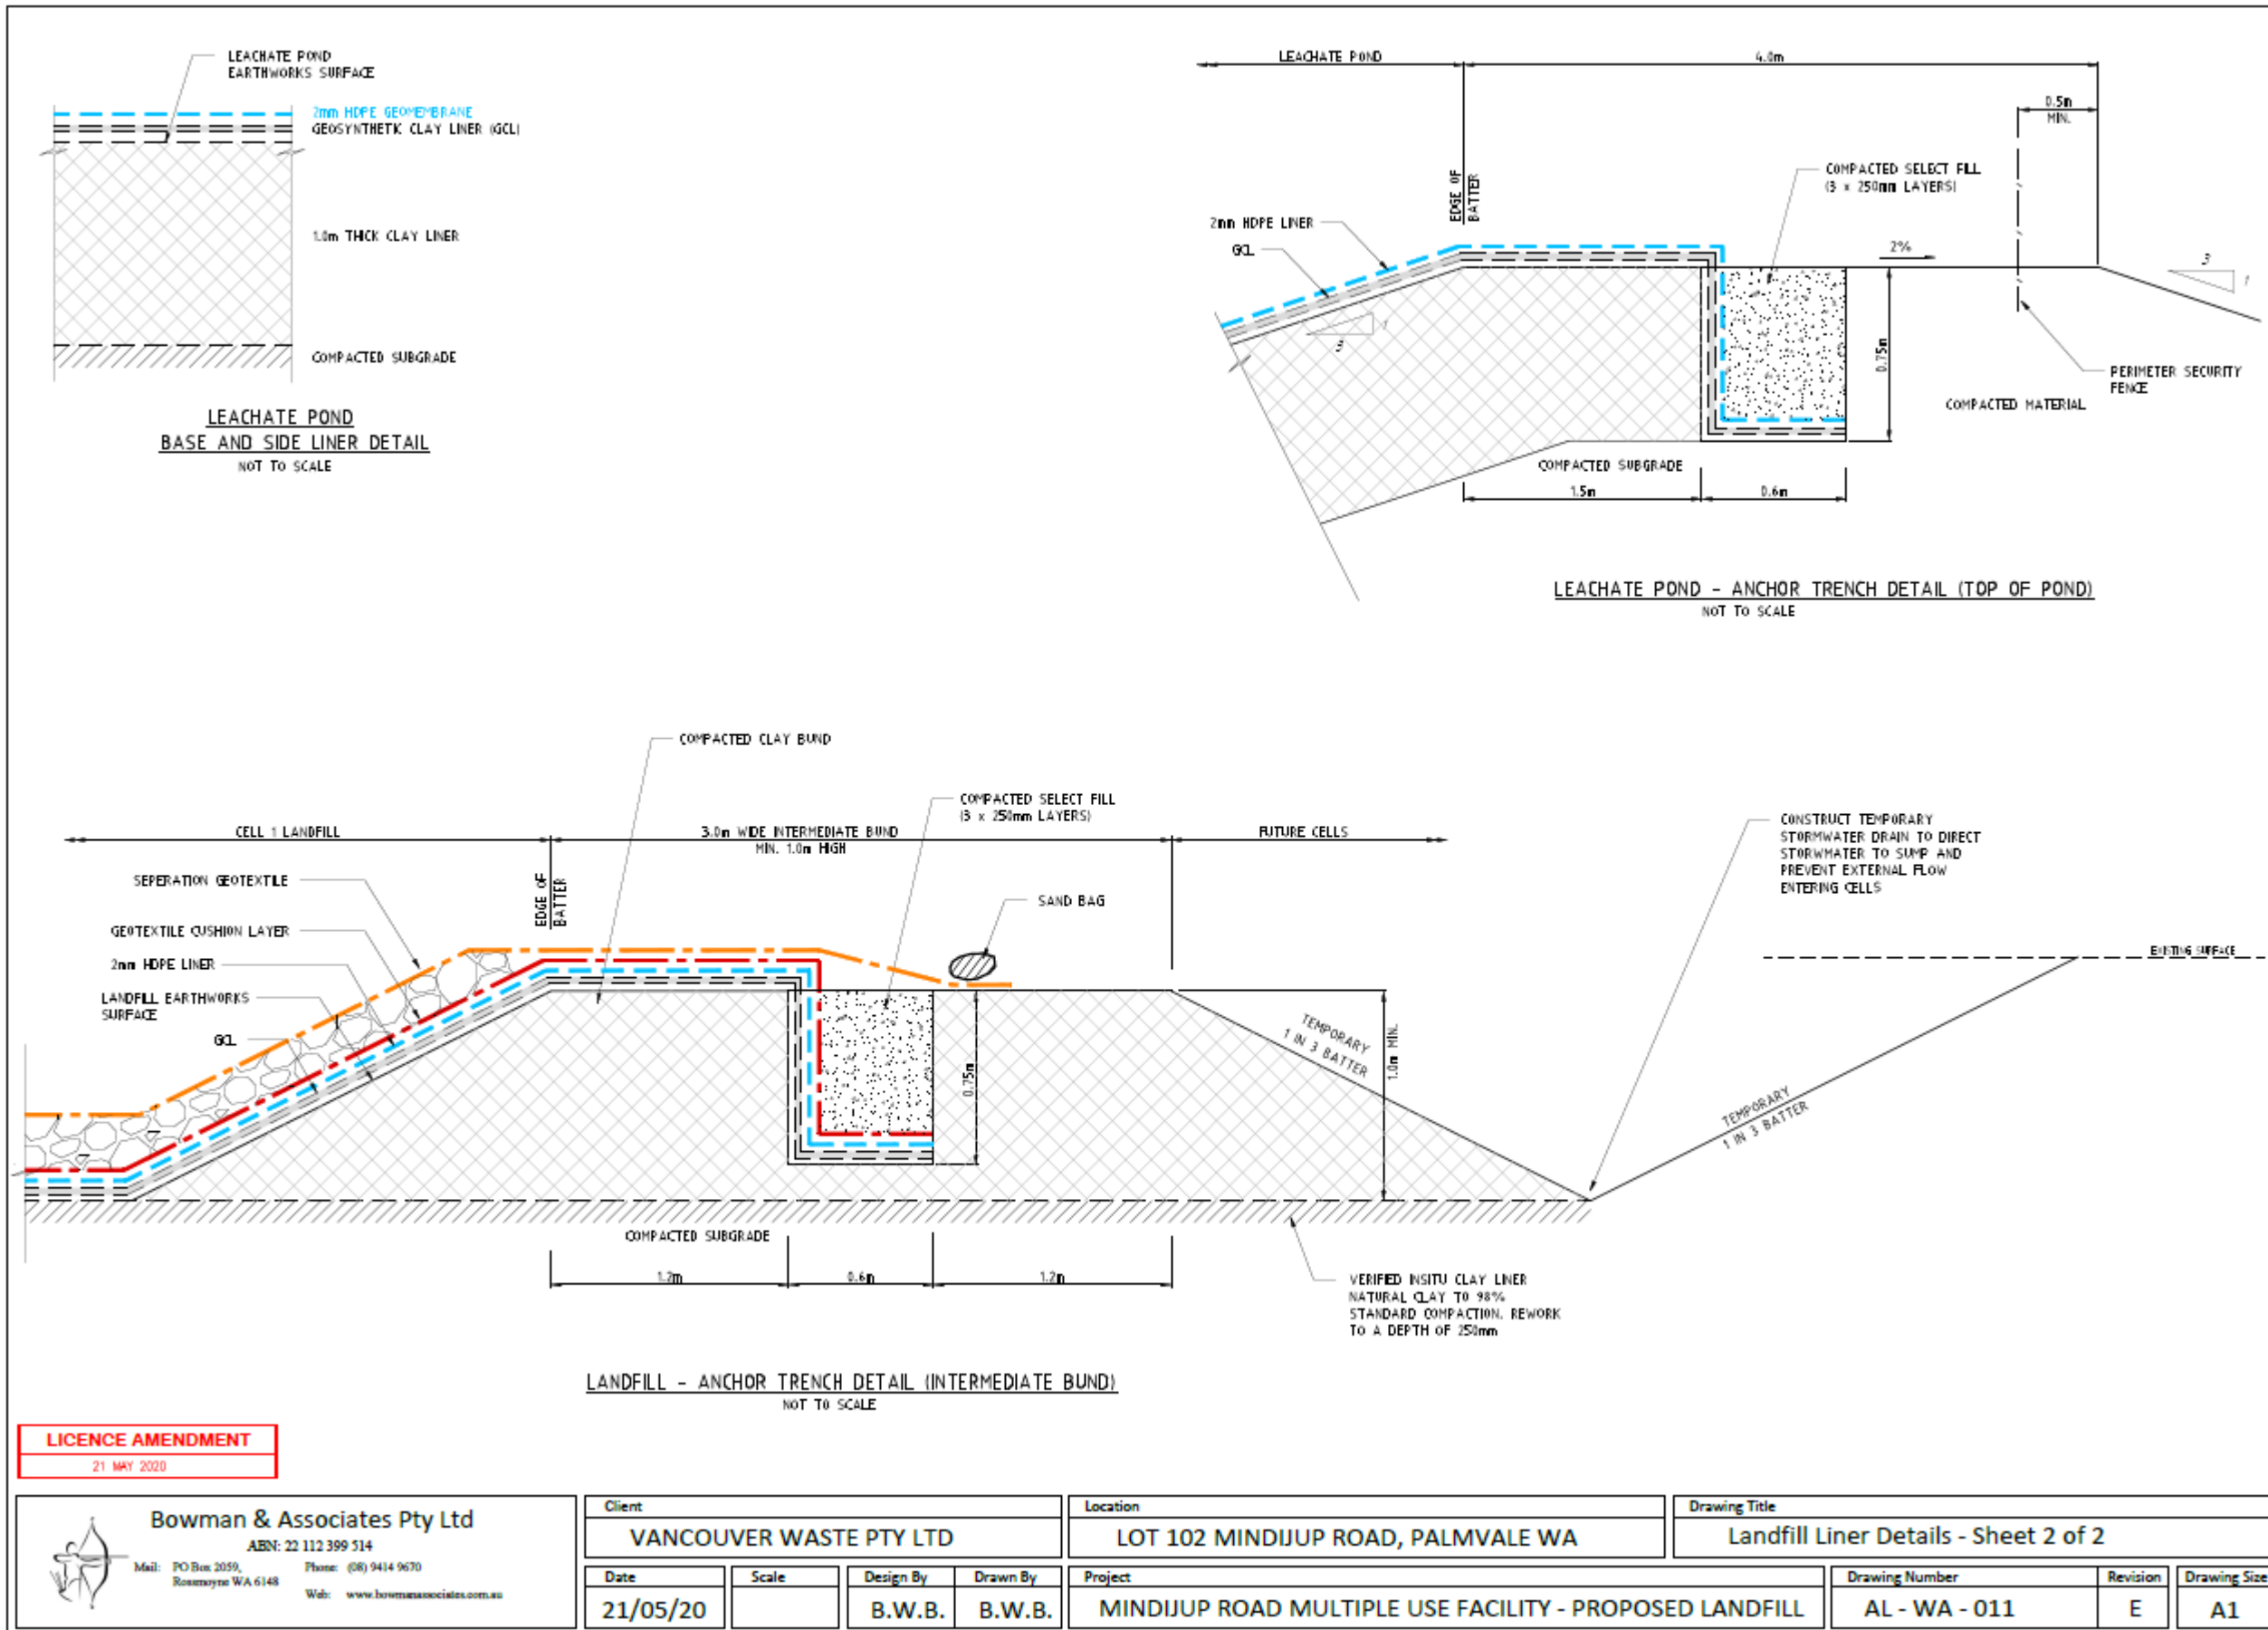 LEACHATE POND
EARTHWORKS SURFACE
2mm HDPE GEOMEMBRANE
GEOSYNTHETIC CLAY LINER (GCL)
1.0m THICK CLAY LINER
COMPACTED SUBGRADE
LEACHATE POND
BASE AND SIDE LINER DETAIL
NOT TO SCALE
LEACHATE POND
4.0m
0.5m
MIN.
EDGE OF
BATTER
COMPACTED SELECT FILL
(3 x 250mm LAYERS)
2mm HDPE LINER
GCL
2%
3
1
3
1
0.75m
PERIMETER SECURITY
FENCE
COMPACTED MATERIAL
COMPACTED SUBGRADE
1.5m
0.6m
LEACHATE POND - ANCHOR TRENCH DETAIL (TOP OF POND)
NOT TO SCALE
COMPACTED CLAY BUND
COMPACTED SELECT FILL
(3 x 250mm LAYERS)
CELL 1 LANDFILL
3.0m WIDE INTERMEDIATE BUND
MIN. 1.0m HIGH
FUTURE CELLS
CONSTRUCT TEMPORARY
STORMWATER DRAIN TO DIRECT
STORWMATER TO SUMP AND
PREVENT EXTERNAL FLOW
ENTERING CELLS
SEPERATION GEOTEXTILE
EDGE OF
BATTER
SAND BAG
GEOTEXTILE CUSHION LAYER
2mm HDPE LINER
LANDFILL EARTHWORKS
SURFACE
GCL
EXISTING SURFACE
TEMPORARY
1 IN 3 BATTER
1.0m MIN.
0.75m
TEMPORARY
1 IN 3 BATTER
COMPACTED SUBGRADE
1.2m
0.6m
1.2m
VERIFIED INSITU CLAY LINER
NATURAL CLAY TO 98%
STANDARD COMPACTION. REWORK
TO A DEPTH OF 250mm
LANDFILL - ANCHOR TRENCH DETAIL (INTERMEDIATE BUND)
NOT TO SCALE
LICENCE AMENDMENT
21 MAY 2020
Bowman & Associates Pty Ltd
ABN: 22 112 399 514
Mail: PO Box 2059,
Rossmoyne WA 6148
Phone: (08) 9414 9670
Web: www.bowmanassociates.com.au
Client
VANCOUVER WASTE PTY LTD
Location
LOT 102 MINDIJUP ROAD, PALMVALE WA
Drawing Title
Landfill Liner Details - Sheet 2 of 2
Date
21/05/20
Scale
Design By
B.W.B.
Drawn By
B.W.B.
Project
MINDIJUP ROAD MULTIPLE USE FACILITY - PROPOSED LANDFILL
Drawing Number
AL - WA - 011
Revision
E
Drawing Size
A1